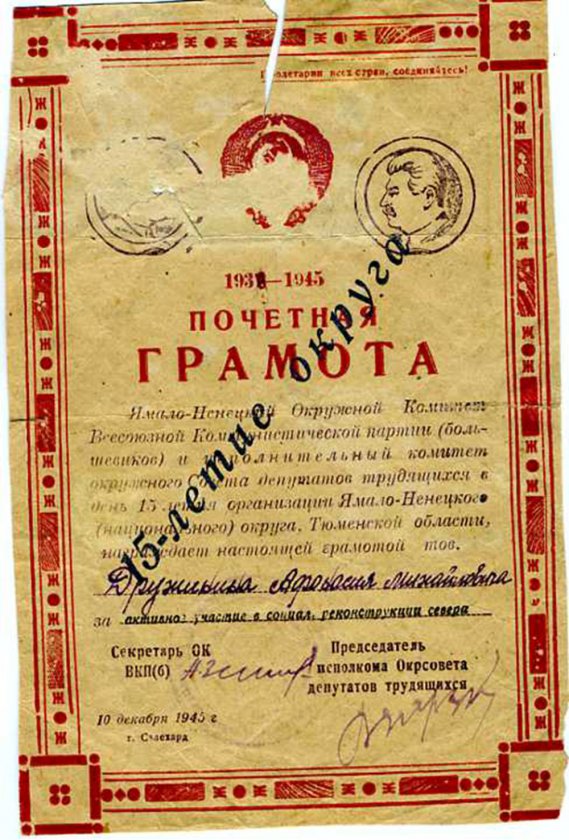 Пролетарии всех стран, соединяйтесь!
1931—1945
ПОЧЕТНАЯ
ГРАМОТА
15-летие округа
Ямало-Ненецкий Окружной Комитет
Всесоюзной Коммунистической партии (боль-
шевиков) и исполнительный комитет
окружного Совета депутатов трудящихся в
день 15 летия организации Ямало-Ненецкого
(национального) округа, Тюменской области,
награждает настоящей грамотой тов.
Дружинина Афонасия Михайловича
за активное участие в социал. реконструкции севера
Секретарь ОК
ВКП(б)
Председатель
исполкома Окрсовета
депутатов трудящихся
10 декабря 1945 г
г. Салехард